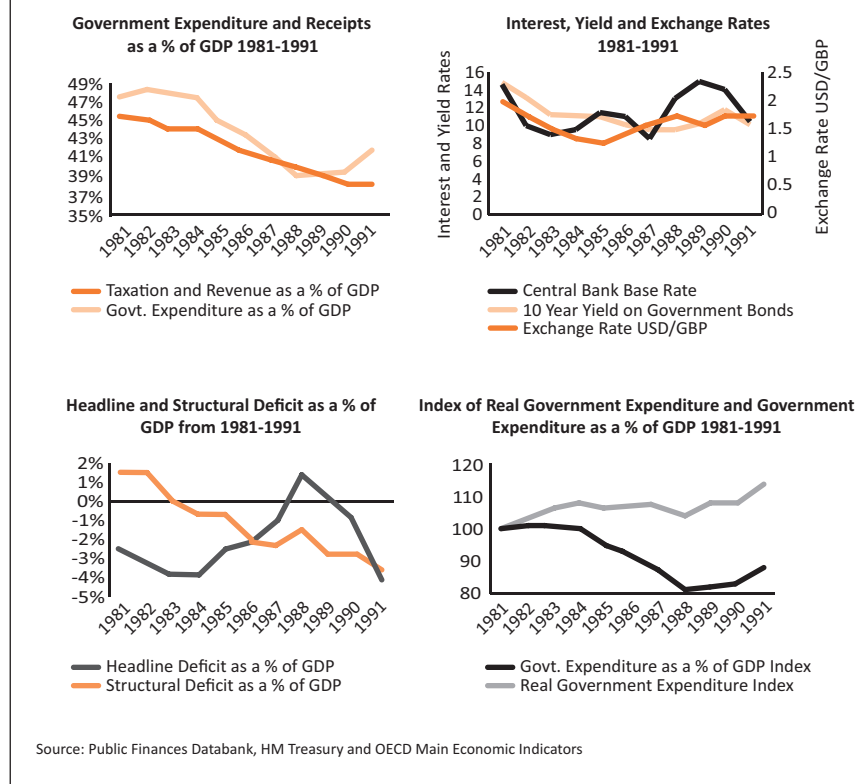 Government Expenditure and Receipts
as a % of GDP 1981-1991
49%
47%
45%
43%
41%
39%
37%
35%
1981 1982 1983 1984 1985 1986 1987 1988 1989 1990 1991
Taxation and Revenue as a % of GDP
Govt. Expenditure as a % of GDP
Interest, Yield and Exchange Rates
1981-1991
Interest and Yield Rates
16
14
12
10
8
6
4
2
0
2.5
2
1.5
1
0.5
0
Exchange Rate USD/GBP
1981 1982 1983 1984 1985 1986 1987 1988 1989 1990 1991
Central Bank Base Rate
10 Year Yield on Government Bonds
Exchange Rate USD/GBP
Headline and Structural Deficit as a % of
GDP from 1981-1991
2%
1%
0%
-1%
-2%
-3%
-4%
-5%
1981 1982 1983 1984 1985 1986 1987 1988 1989 1990 1991
Headline Deficit as a % of GDP
Structural Deficit as a % of GDP
Index of Real Government Expenditure and Government
Expenditure as a % of GDP 1981-1991
120
110
100
90
80
1981 1982 1983 1984 1985 1986 1987 1988 1989 1990 1991
Govt. Expenditure as a % of GDP Index
Real Government Expenditure Index
Source: Public Finances Databank, HM Treasury and OECD Main Economic Indicators